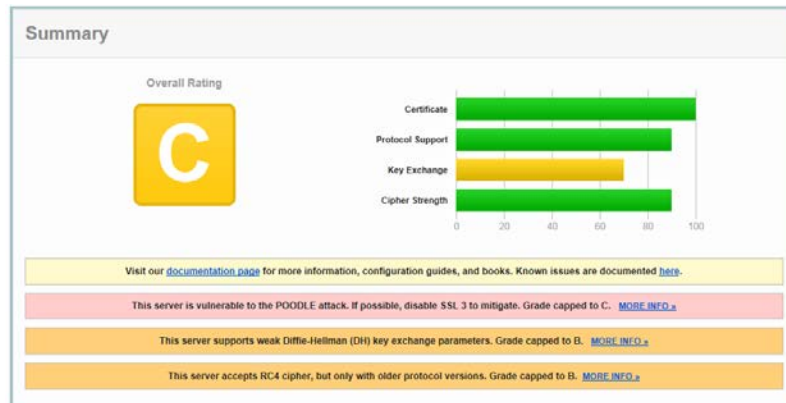 Summary
Overall Rating
C
Certificate
Protocol Support
Key Exchange
Cipher Strength
0 20 40 60 80 100
Visit our documentation page for more information, configuration guides, and books. Known issues are documented here.
This server is vulnerable to the POODLE attack. If possible, disable SSL 3 to mitigate. Grade capped to C. MORE INFO »
This server supports weak Diffie-Hellman (DH) key exchange parameters. Grade capped to B. MORE INFO »
This server accepts RC4 cipher, but only with older protocol versions. Grade capped to B. MORE INFO »